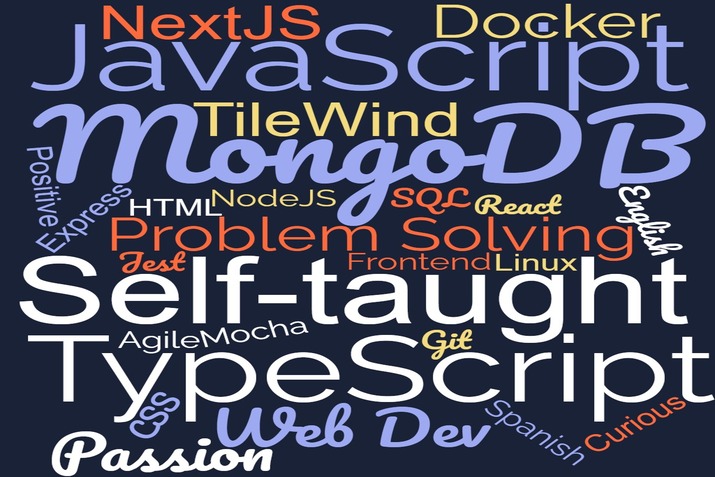 NextJS Docker
JavaScript
TileWind
MongoDB
Positive
Express
HTML NodeJS SQL React
English
Problem Solving
Jest Frontend Linux
Self-taught
AgileMocha Git
TypeScript
CSS Web Dev Spanish Curious
Passion